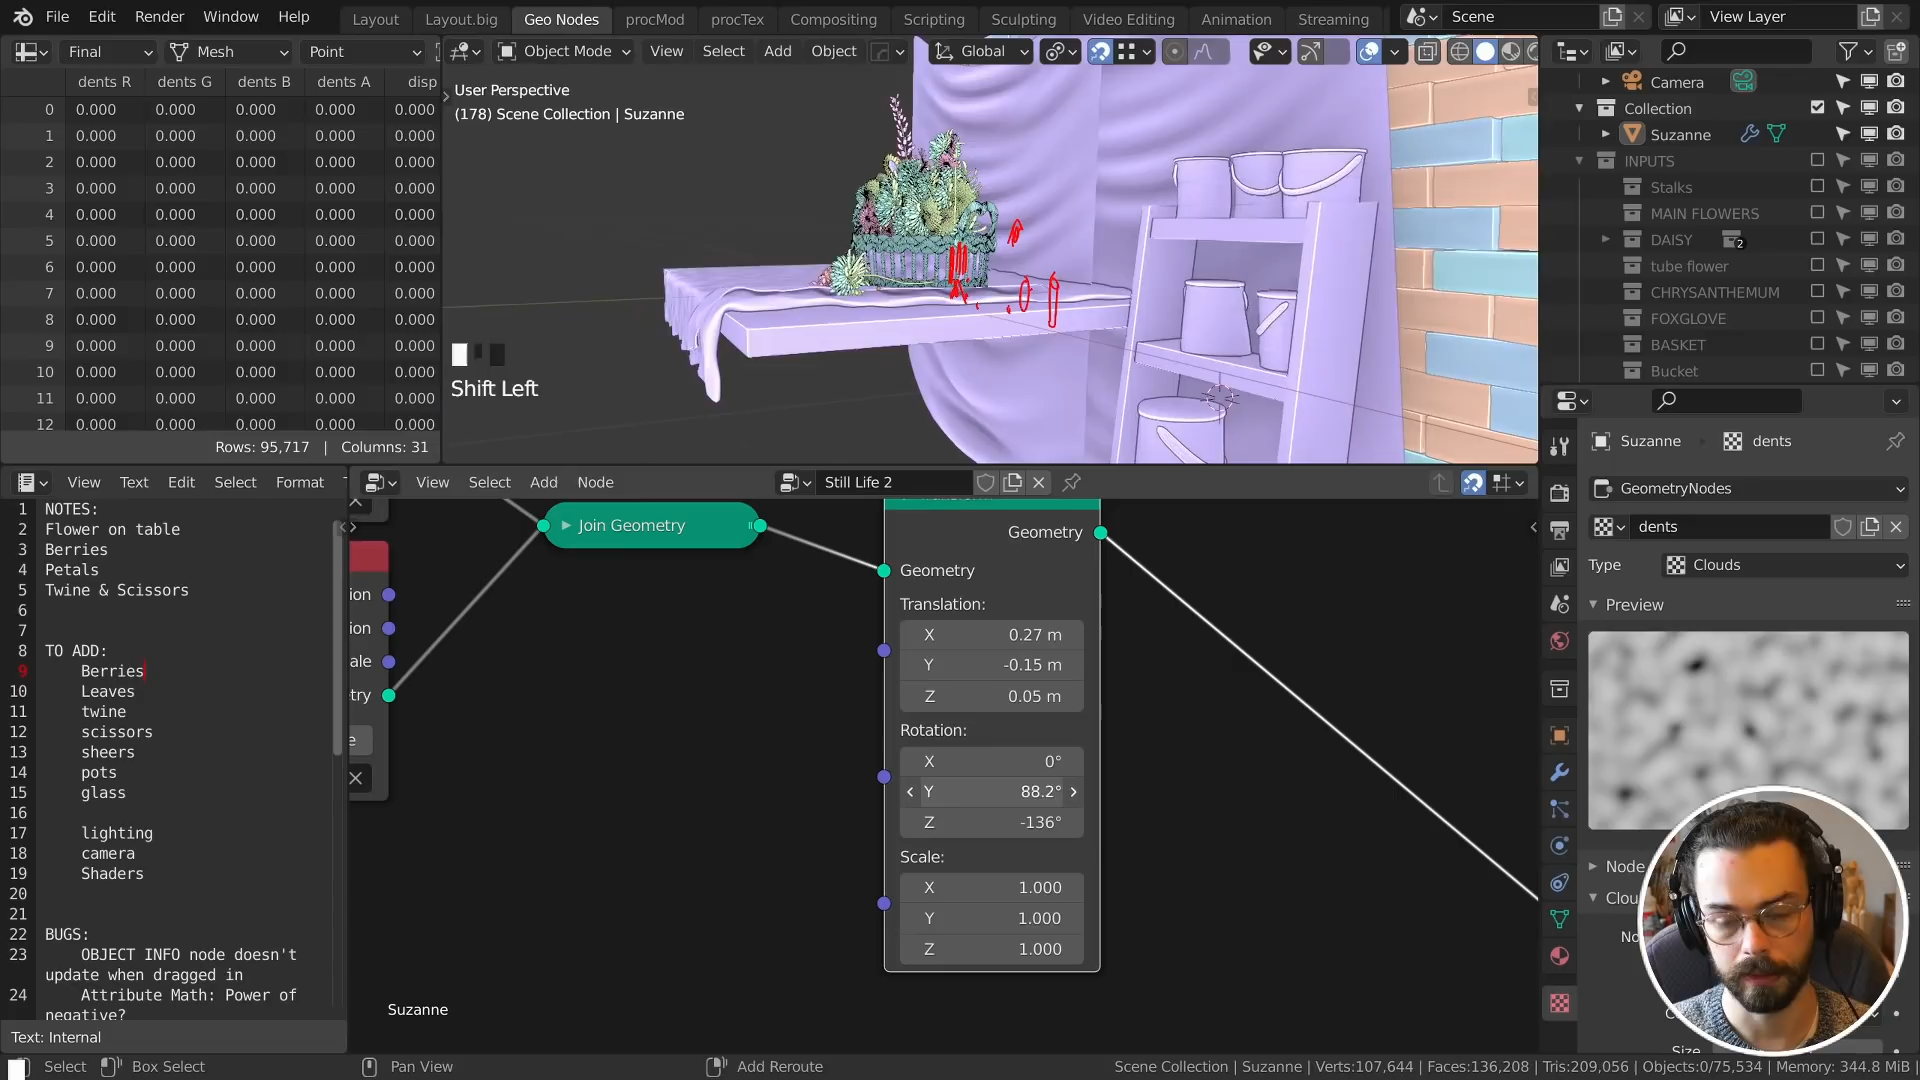 File Edit Render Window Help Layout Layout.big Geo Nodes procMod procTex Compositing Scripting Sculpting Video Editing Animation Streaming Scene View Layer
Final Mesh Point
Object Mode View Select Add Object Global
dents R dents G dents B dents A disp
0 0.000 0.000 0.000 0.000 0.000
1 0.000 0.000 0.000 0.000 0.000
2 0.000 0.000 0.000 0.000 0.000
3 0.000 0.000 0.000 0.000 0.000
4 0.000 0.000 0.000 0.000 0.000
5 0.000 0.000 0.000 0.000 0.000
6 0.000 0.000 0.000 0.000 0.000
7 0.000 0.000 0.000 0.000 0.000
8 0.000 0.000 0.000 0.000 0.000
9 0.000 0.000 0.000 0.000 0.000
10 0.000 0.000 0.000 0.000 0.000
11 0.000 0.000 0.000 0.000 0.000
12 0.000 0.000 0.000 0.000 0.000
Rows: 95,717 | Columns: 31
User Perspective
(178) Scene Collection | Suzanne
Shift Left
Camera
Collection
Suzanne
INPUTS
Stalks
MAIN FLOWERS
DAISY 2
tube flower
CHRYSANTHEMUM
FOXGLOVE
BASKET
Bucket
View Text Edit Select Format T
1 NOTES:
2 Flower on table
3 Berries
4 Petals
5 Twine & Scissors
6
7
8 TO ADD:
9 Berries
10 Leaves
11 twine
12 scissors
13 sheers
14 pots
15 glass
16
17 lighting
18 camera
19 Shaders
20
21
22 BUGS:
23 OBJECT INFO node doesn't
update when dragged in
24 Attribute Math: Power of
negative?
Text: Internal
View Select Add Node Still Life 2
Join Geometry
ion
ion
ale
try
e
Geometry
Geometry
Translation:
X 0.27 m
Y -0.15 m
Z 0.05 m
Rotation:
X 0°
Y 88.2°
Z -136°
Scale:
X 1.000
Y 1.000
Z 1.000
Suzanne
Suzanne dents
GeometryNodes
dents
Type Clouds
Preview
Node
Clou
No
Size
Select Box Select Pan View Add Reroute Scene Collection | Suzanne | Verts:107,644 | Faces:136,208 | Tris:209,056 | Objects:0/75,534 | Memory: 344.8 MiB